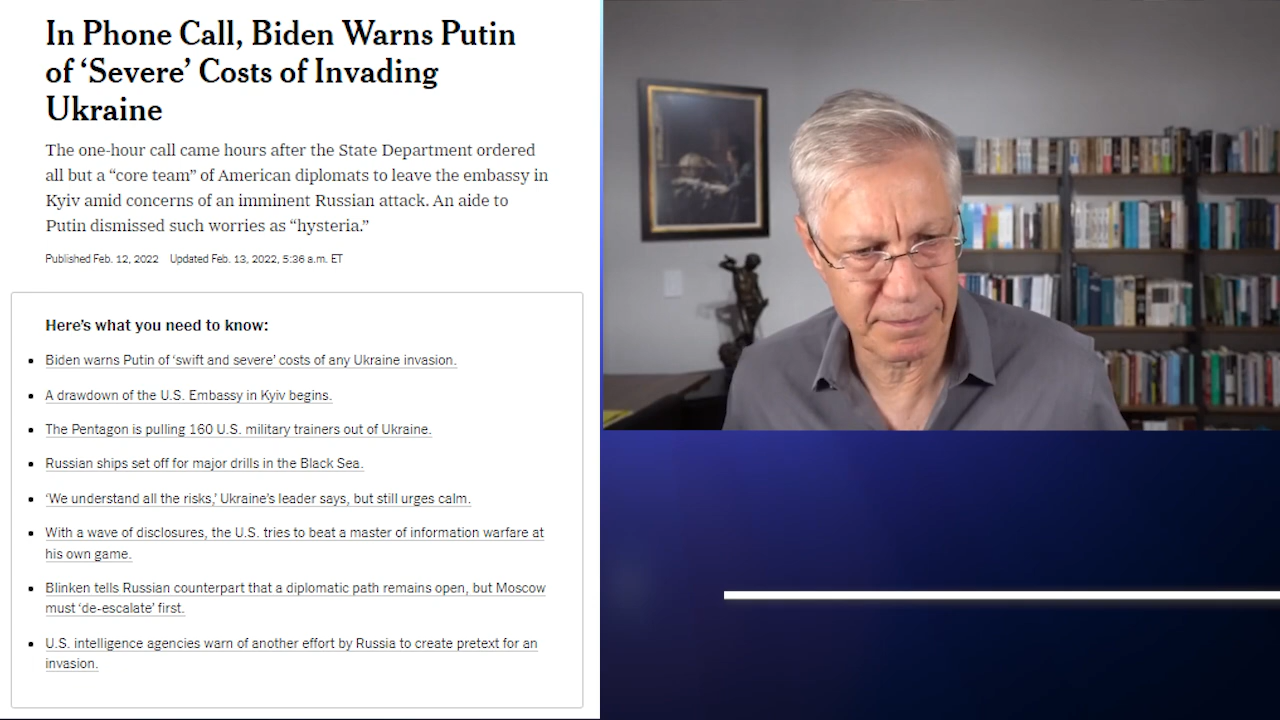 In Phone Call, Biden Warns Putin
of ‘Severe’ Costs of Invading
Ukraine
The one-hour call came hours after the State Department ordered
all but a “core team” of American diplomats to leave the embassy in
Kyiv amid concerns of an imminent Russian attack. An aide to
Putin dismissed such worries as “hysteria.”
Published Feb. 12, 2022 Updated Feb. 13, 2022, 5:36 a.m. ET
Here’s what you need to know:
Biden warns Putin of ‘swift and severe’ costs of any Ukraine invasion.
A drawdown of the U.S. Embassy in Kyiv begins.
The Pentagon is pulling 160 U.S. military trainers out of Ukraine.
Russian ships set off for major drills in the Black Sea.
‘We understand all the risks,’ Ukraine’s leader says, but still urges calm.
With a wave of disclosures, the U.S. tries to beat a master of information warfare at
his own game.
Blinken tells Russian counterpart that a diplomatic path remains open, but Moscow
must ‘de-escalate’ first.
U.S. intelligence agencies warn of another effort by Russia to create pretext for an
invasion.